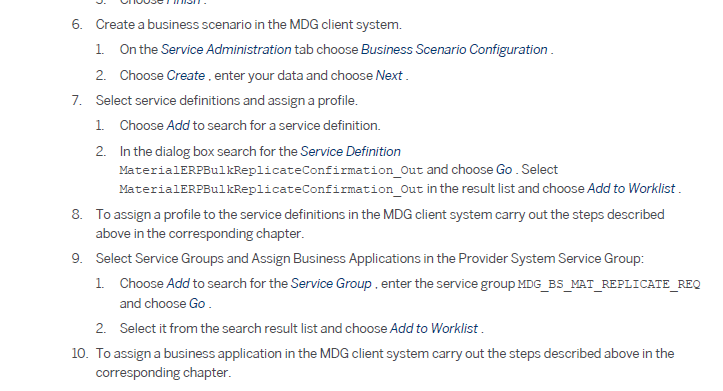 5. Choose Finish .
6. Create a business scenario in the MDG client system.
1. On the Service Administration tab choose Business Scenario Configuration .
2. Choose Create , enter your data and choose Next .
7. Select service definitions and assign a profile.
1. Choose Add to search for a service definition.
2. In the dialog box search for the Service Definition
MaterialERPBulkReplicateConfirmation_Out and choose Go . Select
MaterialERPBulkReplicateConfirmation_Out in the result list and choose Add to Worklist .
8. To assign a profile to the service definitions in the MDG client system carry out the steps described
above in the corresponding chapter.
9. Select Service Groups and Assign Business Applications in the Provider System Service Group:
1. Choose Add to search for the Service Group , enter the service group MDG_BS_MAT_REPLICATE_REQ
and choose Go .
2. Select it from the search result list and choose Add to Worklist .
10. To assign a business application in the MDG client system carry out the steps described above in the
corresponding chapter.